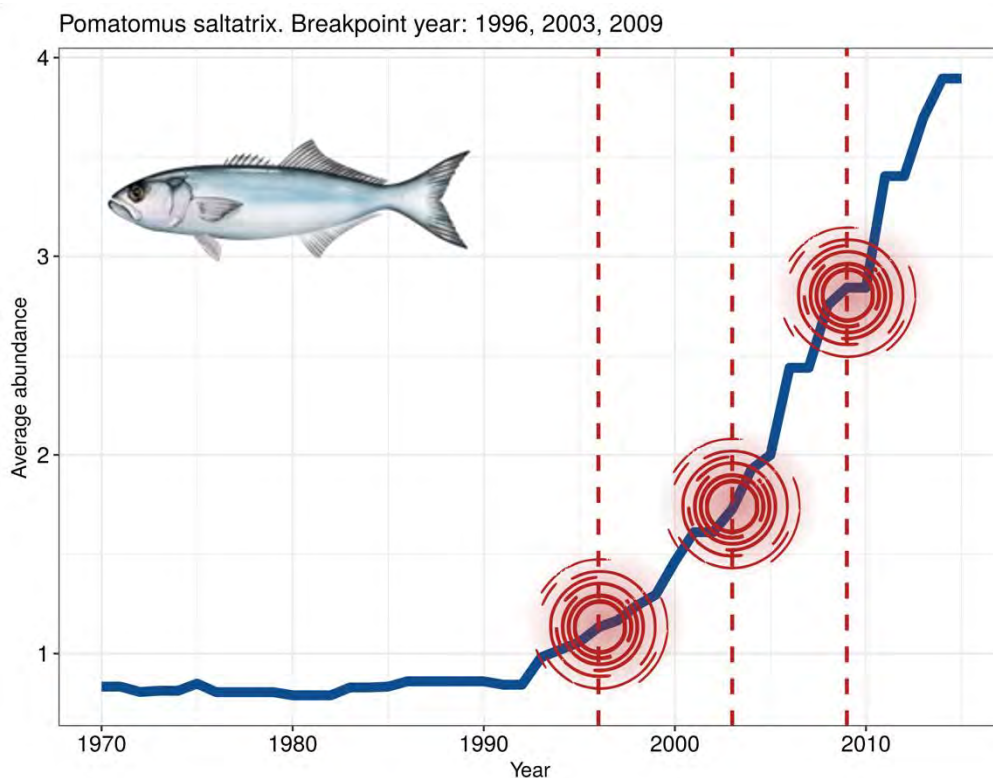 Pomatomus saltatrix. Breakpoint year: 1996, 2003, 2009
4
3
2
1
Average abundance
1970 1980 1990 2000 2010
Year